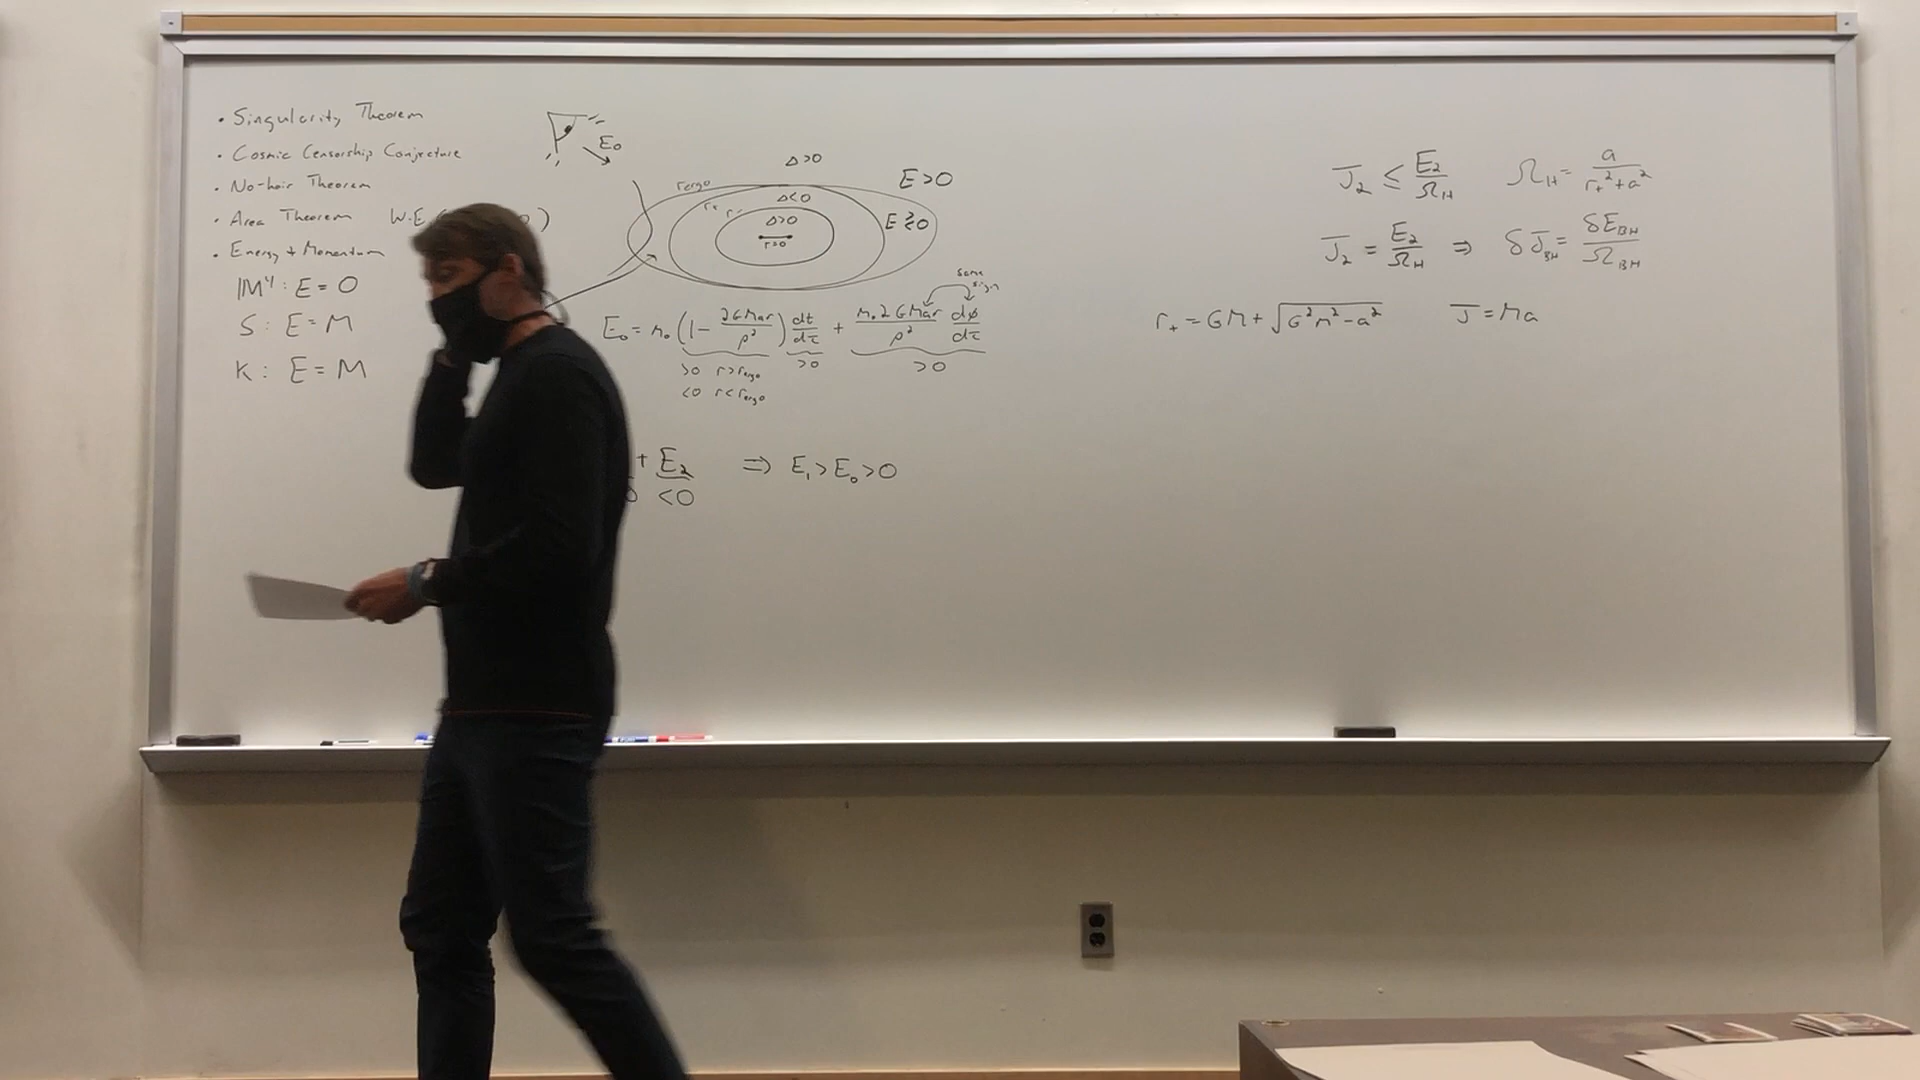 • Singularity Theorem
• Cosmic Censorship Conjecture
• No-hair Theorem
• Area Theorem W.E. )
• Energy + Momentum
M⁴ : E = 0
S : E = M
K : E = M
E₀
Δ>0
r_ergo
E>0
Δ<0
r₊ r₋
Δ>0
E≷0
r=0
same sign
E₀ = m₀ (1 - 2GMar/ρ²) dt/dτ + m₀2GMar/ρ² dφ/dτ
>0 r>r_ergo >0 >0
<0 r<r_ergo
+ E₂ ⇒ E₁ > E₀ > 0
<0
J₂ ≤ E₂/Ω_H Ω_H = a/(r₊²+a²)
J₂ = E₂/Ω_H ⇒ δJ_BH = δE_BH/Ω_BH
r₊ = GM + √(G²M²-a²) J = Ma